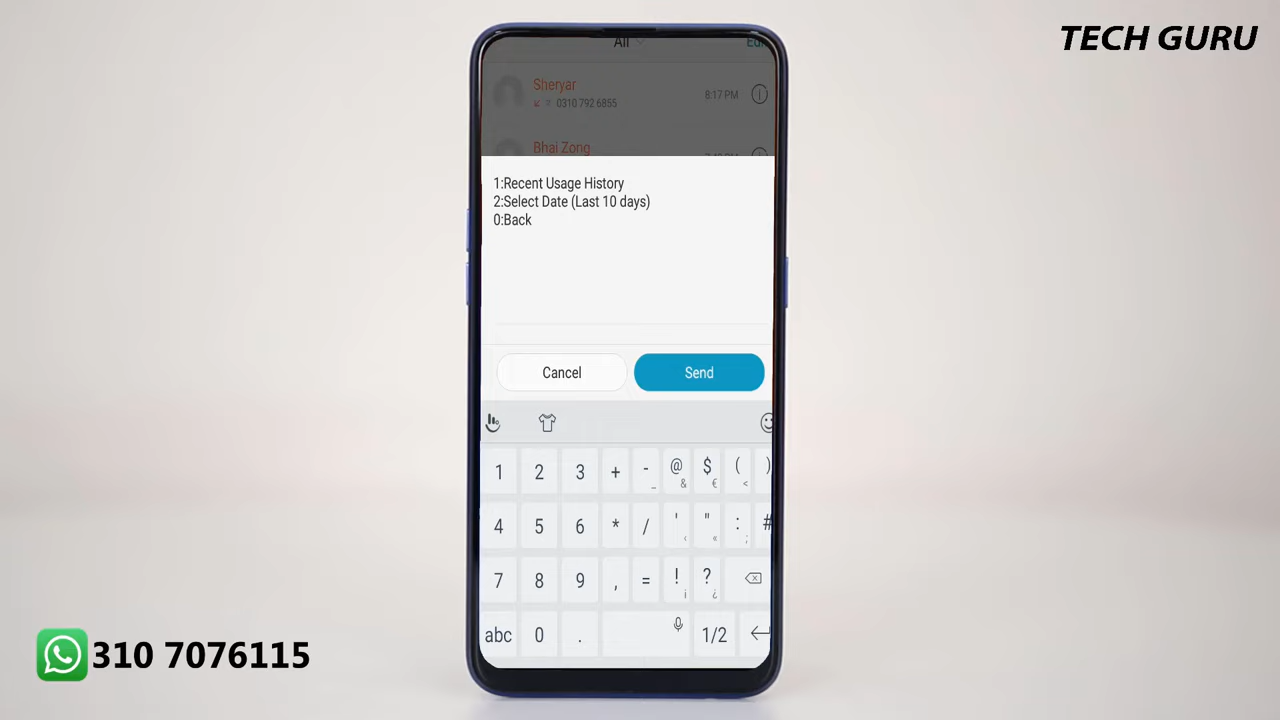 TECH GURU
All
Sheryar
0310 792 6855
8:17 PM
Bhai Zong
1:Recent Usage History
2:Select Date (Last 10 days)
0:Back
Cancel
Send
1 2 3 + - _ @ & $ € ( < )
4 5 6 * / ' ‹ " « : ; #
7 8 9 , = ! ¡ ? ¿
abc 0 . 1/2
310 7076115